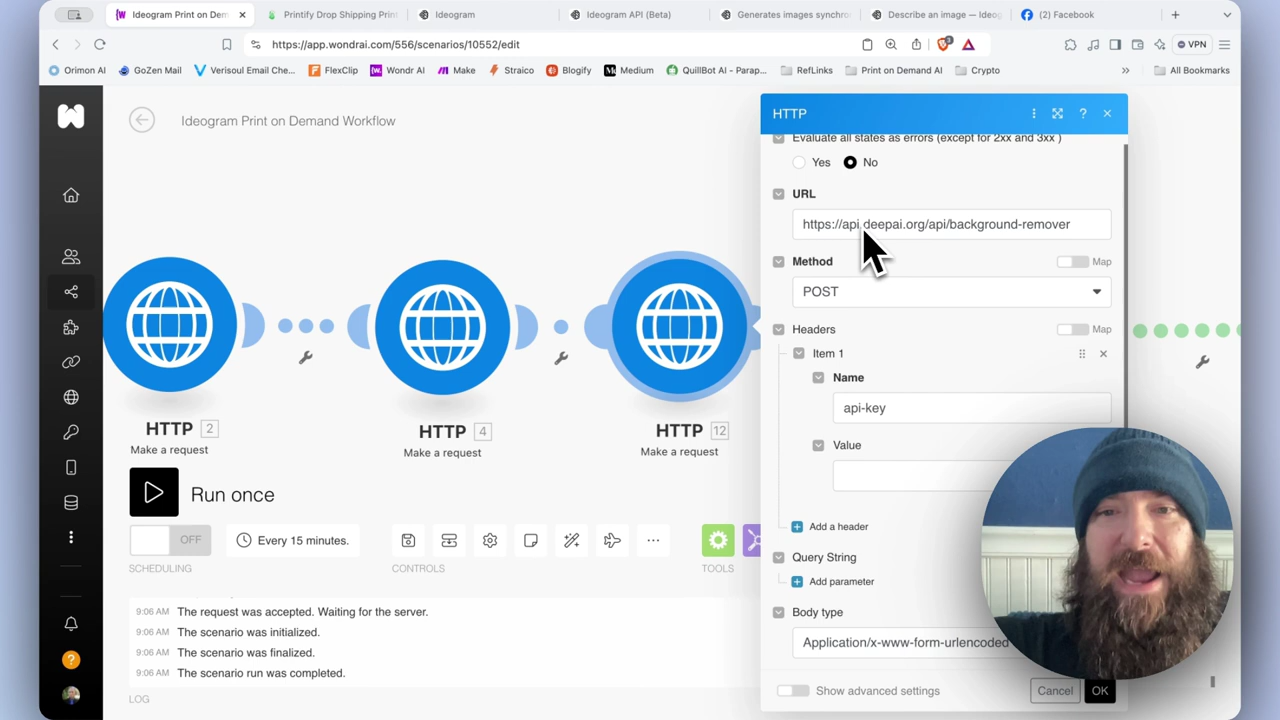 Ideogram Print on Dem
Printify Drop Shipping Print
Ideogram
Ideogram API (Beta)
Generates images synchro
Describe an image — Ideog
(2) Facebook
https://app.wondrai.com/556/scenarios/10552/edit
VPN
Orimon AI
GoZen Mail
Verisoul Email Che...
FlexClip
Wondr AI
Make
Straico
Blogify
Medium
QuillBot AI - Parap...
RefLinks
Print on Demand AI
Crypto
All Bookmarks
Ideogram Print on Demand Workflow
HTTP
Evaluate all states as errors (except for 2xx and 3xx )
Yes
No
URL
https://api.deepai.org/api/background-remover
Method
Map
POST
Headers
Map
Item 1
Name
api-key
Value
Add a header
Query String
Add parameter
Body type
Application/x-www-form-urlencoded
Show advanced settings
Cancel
OK
HTTP 2
Make a request
HTTP 4
Make a request
HTTP 12
Make a request
Run once
OFF
Every 15 minutes.
SCHEDULING
CONTROLS
TOOLS
9:06 AM The request was accepted. Waiting for the server.
9:06 AM The scenario was initialized.
9:06 AM The scenario was finalized.
9:06 AM The scenario run was completed.
LOG